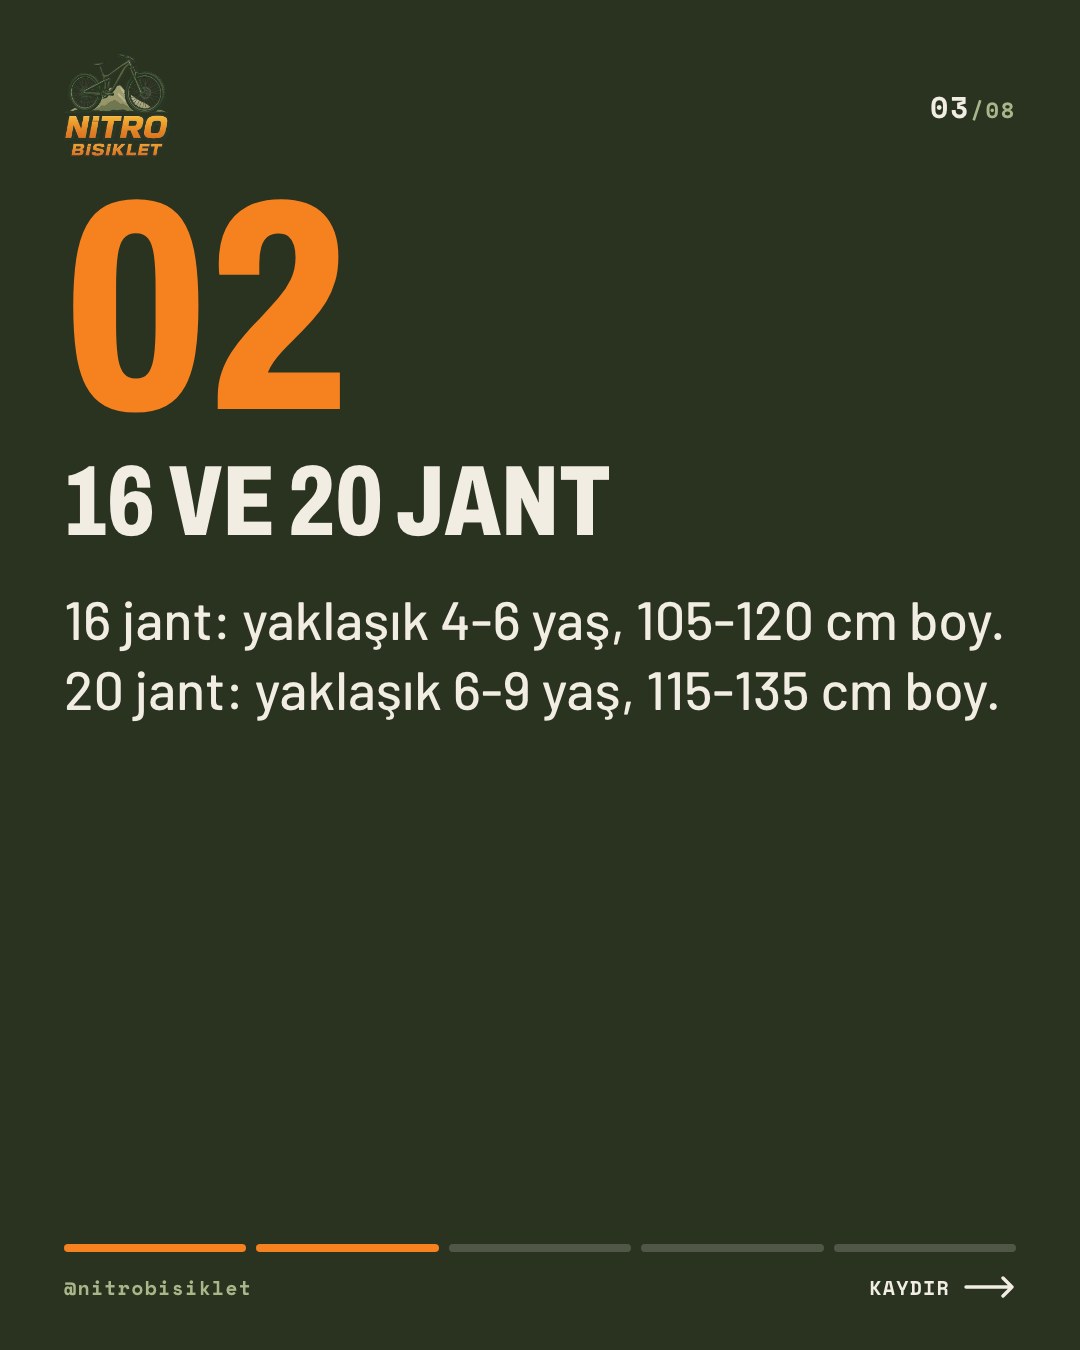 NiTRO
BISIKLET
03/08
02
16 VE 20 JANT
16 jant: yaklaşık 4-6 yaş, 105-120 cm boy.
20 jant: yaklaşık 6-9 yaş, 115-135 cm boy.
@nitrobisiklet
KAYDIR